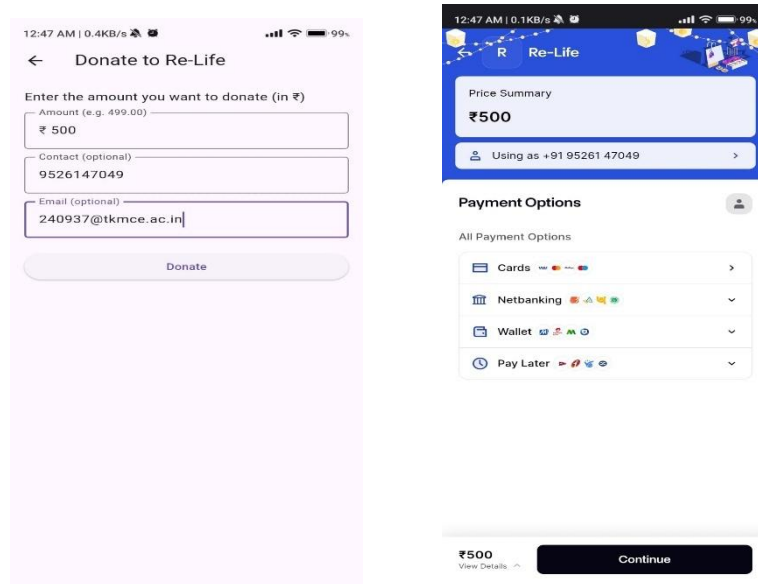 12:47 AM | 0.4KB/s
99
Donate to Re-Life
Enter the amount you want to donate (in ₹)
Amount (e.g. 499.00)
₹ 500
Contact (optional)
9526147049
Email (optional)
240937@tkmce.ac.in
Donate
12:47 AM | 0.1KB/s
99
R Re-Life
Price Summary
₹500
Using as +91 95261 47049
Payment Options
All Payment Options
Cards
Netbanking
Wallet
Pay Later
₹500
View Details
Continue